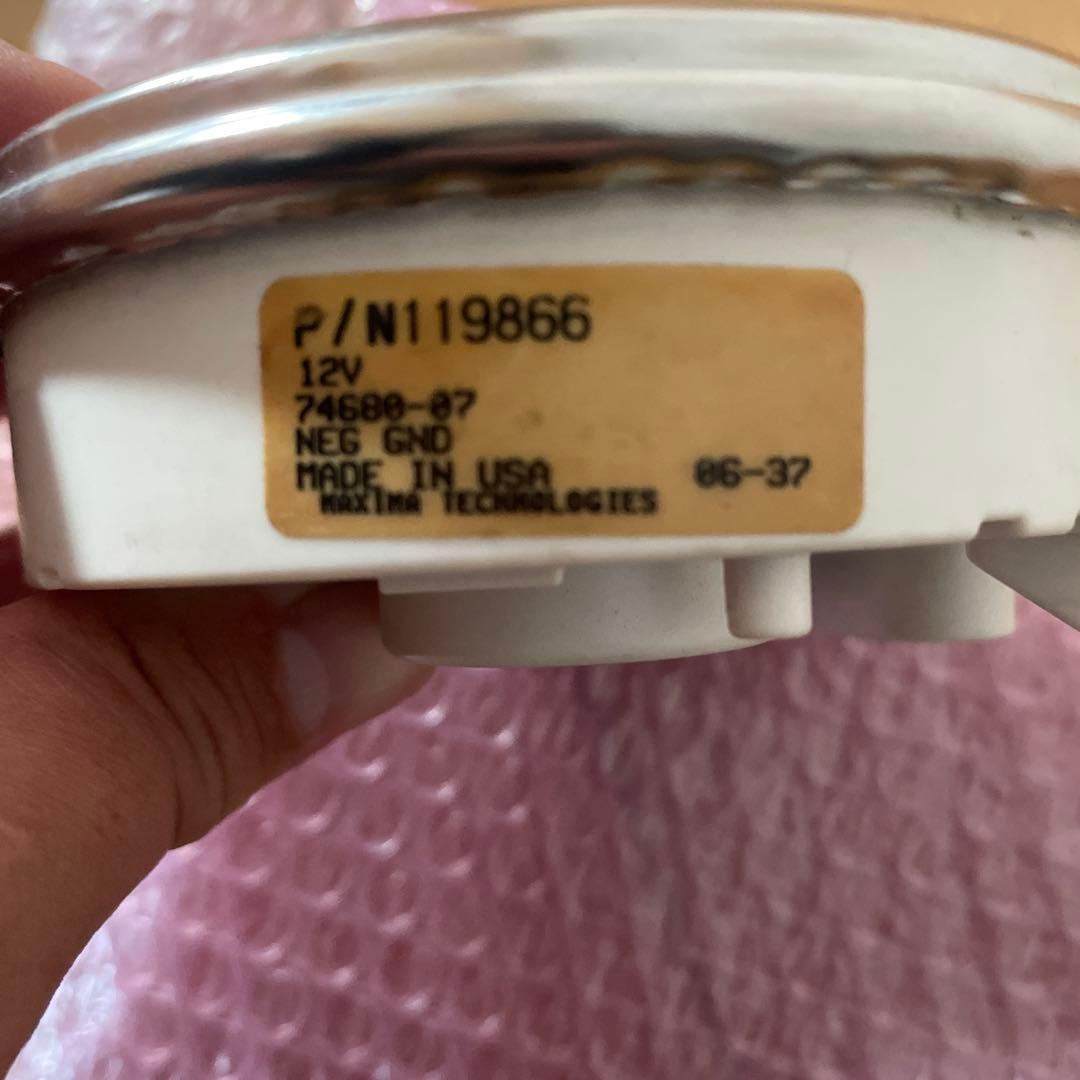 P/N119866
12V
74680-07
NEG GND
MADE IN USA 06-37
MAXIMA TECHNOLOGIES